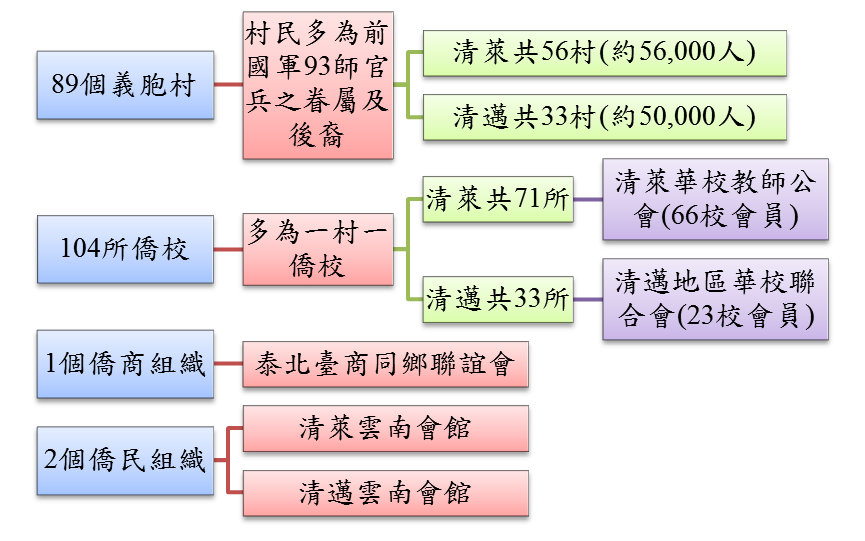 89個義胞村
村民多為前
國軍93師官
兵之眷屬及
後裔
清萊共56村(約56,000人)
清邁共33村(約50,000人)
104所僑校
多為一村一
僑校
清萊共71所
清萊華校教師公
會(66校會員)
清邁共33所
清邁地區華校聯
合會(23校會員)
1個僑商組織
泰北臺商同鄉聯誼會
2個僑民組織
清萊雲南會館
清邁雲南會館